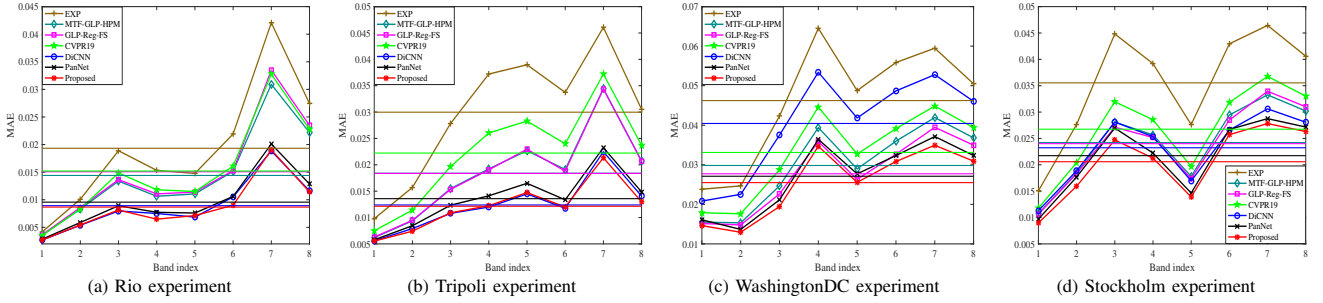 0.045
0.04
0.035
0.03
0.025
0.02
0.015
0.01
0.005
MAE
EXP
MTF-GLP-HPM
GLP-Reg-FS
CVPR19
DiCNN
PanNet
Proposed
1 2 3 4 5 6 7 8
Band index
(a) Rio experiment
0.05
0.045
0.04
0.035
0.03
0.025
0.02
0.015
0.01
0.005
MAE
EXP
MTF-GLP-HPM
GLP-Reg-FS
CVPR19
DiCNN
PanNet
Proposed
1 2 3 4 5 6 7 8
Band index
(b) Tripoli experiment
0.07
0.06
0.05
0.04
0.03
0.02
0.01
MAE
EXP
MTF-GLP-HPM
GLP-Reg-FS
CVPR19
DiCNN
PanNet
Proposed
1 2 3 4 5 6 7 8
Band index
(c) WashingtonDC experiment
0.05
0.045
0.04
0.035
0.03
0.025
0.02
0.015
0.01
0.005
MAE
EXP
MTF-GLP-HPM
GLP-Reg-FS
CVPR19
DiCNN
PanNet
Proposed
1 2 3 4 5 6 7 8
Band index
(d) Stockholm experiment